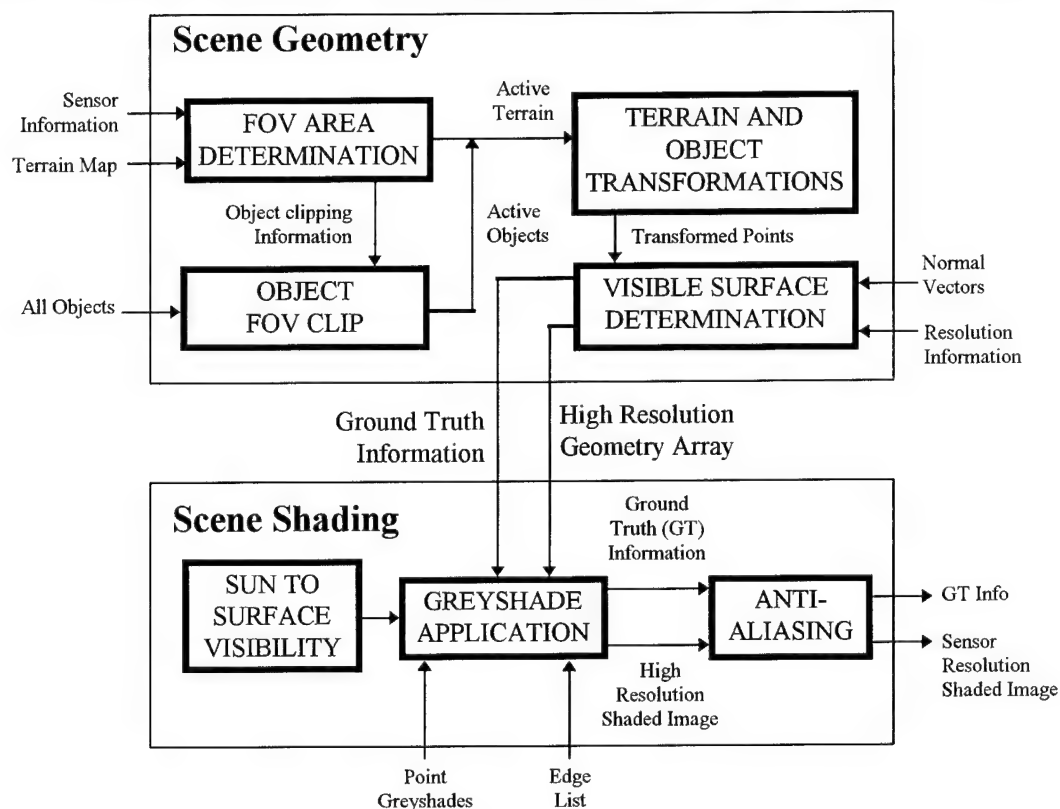 Scene Geometry
Sensor
Information
Terrain Map
FOV AREA
DETERMINATION
Active
Terrain
TERRAIN AND
OBJECT
TRANSFORMATIONS
Object clipping
Information
Active
Objects
Transformed Points
All Objects
OBJECT
FOV CLIP
VISIBLE SURFACE
DETERMINATION
Normal
Vectors
Resolution
Information
Ground Truth
Information
High Resolution
Geometry Array
Scene Shading
Ground
Truth (GT)
Information
SUN TO
SURFACE
VISIBILITY
GREYSHADE
APPLICATION
ANTI-
ALIASING
GT Info
Sensor
Resolution
Shaded Image
High
Resolution
Shaded Image
Point
Greyshades
Edge
List